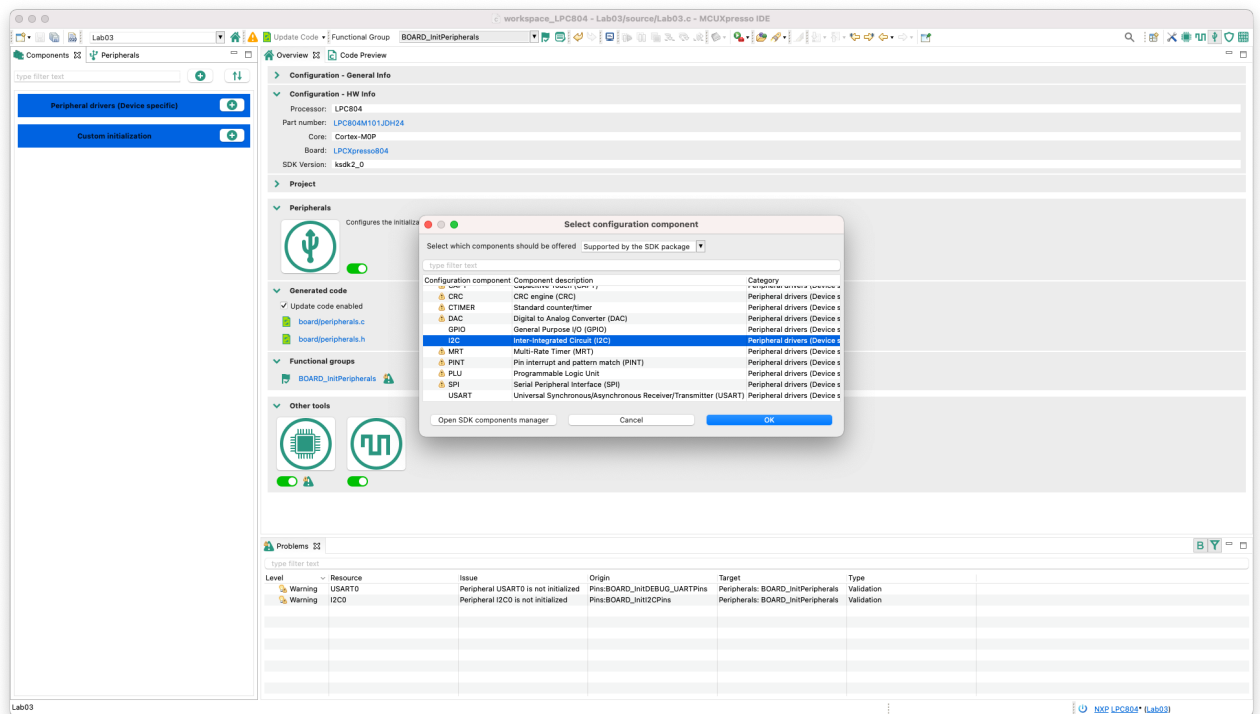 workspace_LPC804 - Lab03/source/Lab03.c - MCUXpresso IDE
Lab03 Update Code Functional Group BOARD_InitPeripherals
Components Peripherals
type filter text
Peripheral drivers (Device specific)
Custom initialization
Overview Code Preview
Configuration - General Info
Configuration - HW Info
Processor: LPC804
Part number: LPC804M101JDH24
Core: Cortex-M0P
Board: LPCXpresso804
SDK Version: ksdk2_0
Project
Peripherals
Configures the initializa
Generated code
Update code enabled
board/peripherals.c
board/peripherals.h
Functional groups
BOARD_InitPeripherals
Other tools
Select configuration component
Select which components should be offered Supported by the SDK package
type filter text
Configuration component Component description Category
CAPT Capacitive Touch (CAPT) Peripheral drivers (Device s
CRC CRC engine (CRC) Peripheral drivers (Device s
CTIMER Standard counter/timer Peripheral drivers (Device s
DAC Digital to Analog Converter (DAC) Peripheral drivers (Device s
GPIO General Purpose I/O (GPIO) Peripheral drivers (Device s
I2C Inter-Integrated Circuit (I2C) Peripheral drivers (Device s
MRT Multi-Rate Timer (MRT) Peripheral drivers (Device s
PINT Pin interrupt and pattern match (PINT) Peripheral drivers (Device s
PLU Programmable Logic Unit Peripheral drivers (Device s
SPI Serial Peripheral Interface (SPI) Peripheral drivers (Device s
USART Universal Synchronous/Asynchronous Receiver/Transmitter (USART) Peripheral drivers (Device s
Open SDK components manager Cancel OK
Problems
type filter text
Level Resource Issue Origin Target Type
Warning USART0 Peripheral USART0 is not initialized Pins:BOARD_InitDEBUG_UARTPins Peripherals: BOARD_InitPeripherals Validation
Warning I2C0 Peripheral I2C0 is not initialized Pins:BOARD_InitI2CPins Peripherals: BOARD_InitPeripherals Validation
Lab03
NXP LPC804* (Lab03)